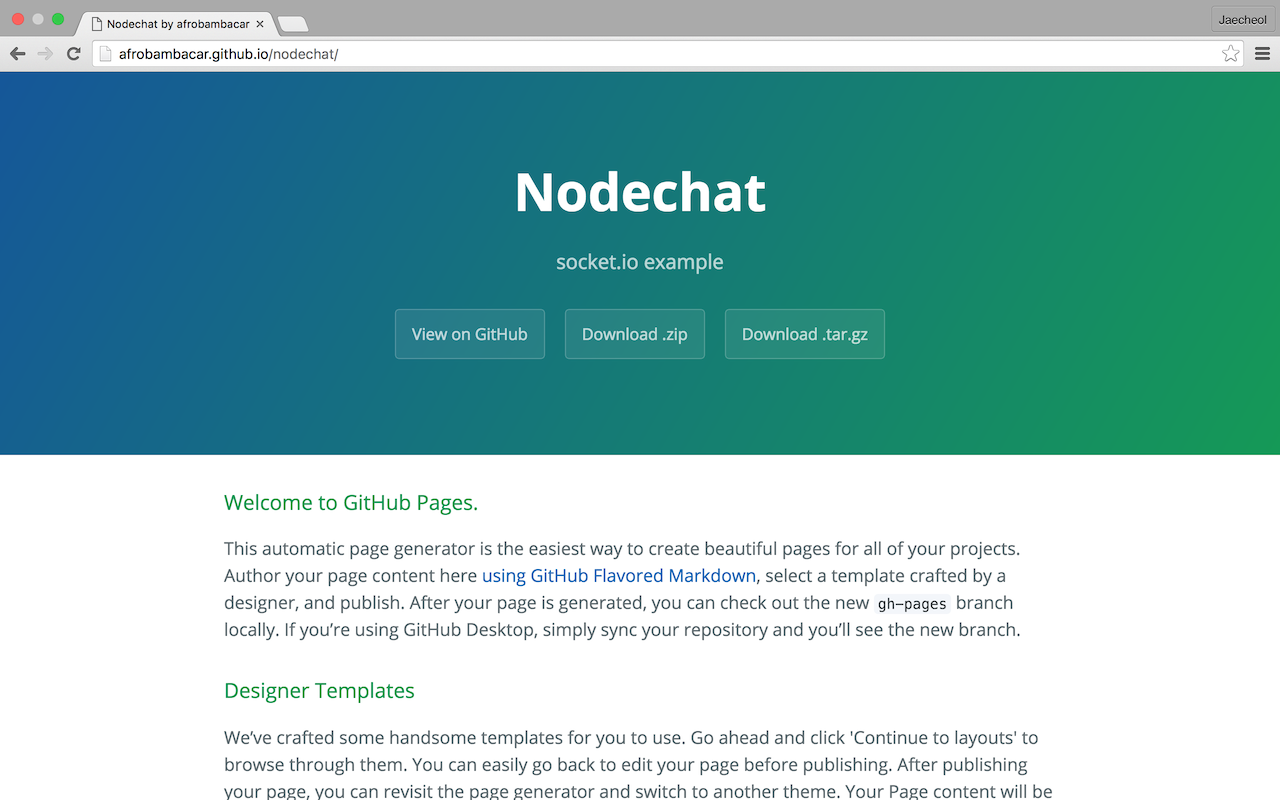 Nodechat by afrobambacar
Jaecheol
afrobambacar.github.io/nodechat/
Nodechat
socket.io example
View on GitHub
Download .zip
Download .tar.gz
Welcome to GitHub Pages.
This automatic page generator is the easiest way to create beautiful pages for all of your projects.
Author your page content here using GitHub Flavored Markdown, select a template crafted by a
designer, and publish. After your page is generated, you can check out the new gh-pages branch
locally. If you’re using GitHub Desktop, simply sync your repository and you’ll see the new branch.
Designer Templates
We’ve crafted some handsome templates for you to use. Go ahead and click 'Continue to layouts' to
browse through them. You can easily go back to edit your page before publishing. After publishing
your page, you can revisit the page generator and switch to another theme. Your Page content will be